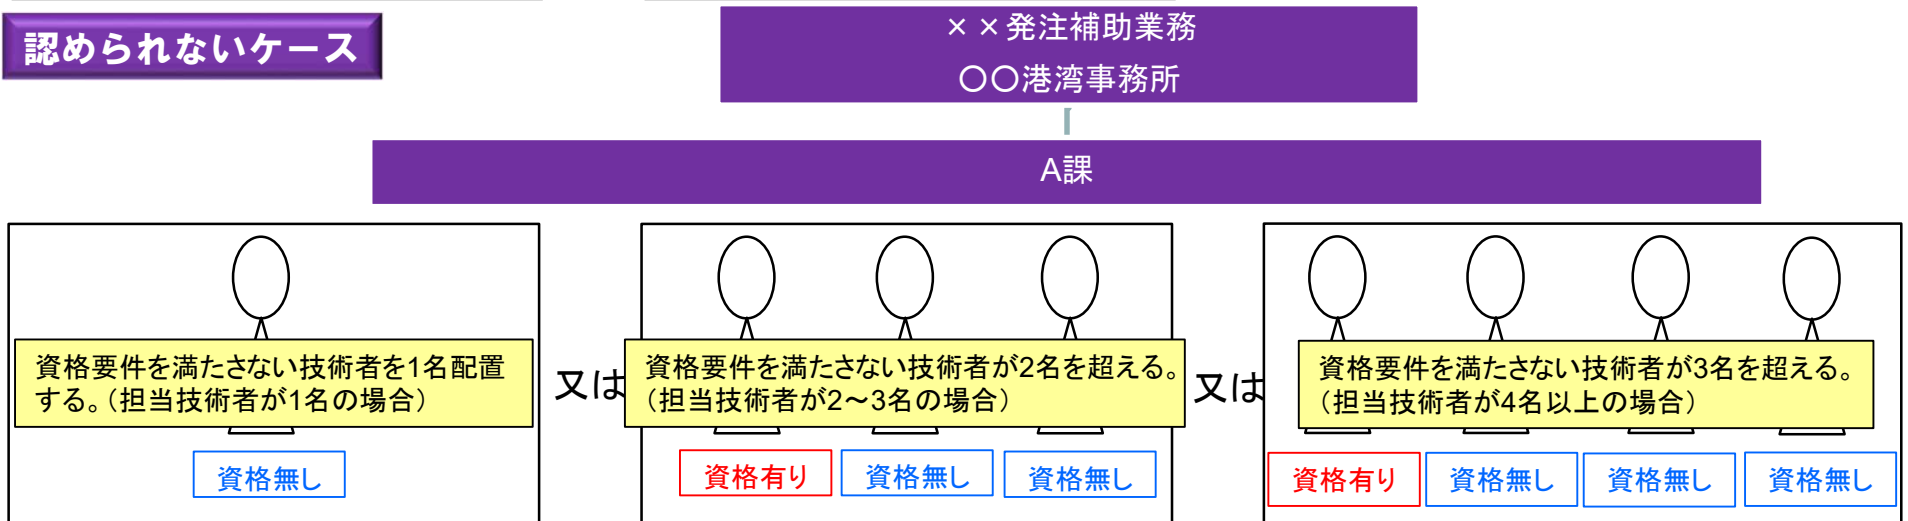 認められないケース
××発注補助業務
〇〇港湾事務所
A課
資格要件を満たさない技術者を1名配置
する。（担当技術者が1名の場合）
資格無し
又は
資格要件を満たさない技術者が2名を超える。
（担当技術者が2～3名の場合）
資格有り
資格無し
資格無し
又は
資格要件を満たさない技術者が3名を超える。
（担当技術者が4名以上の場合）
資格有り
資格無し
資格無し
資格無し